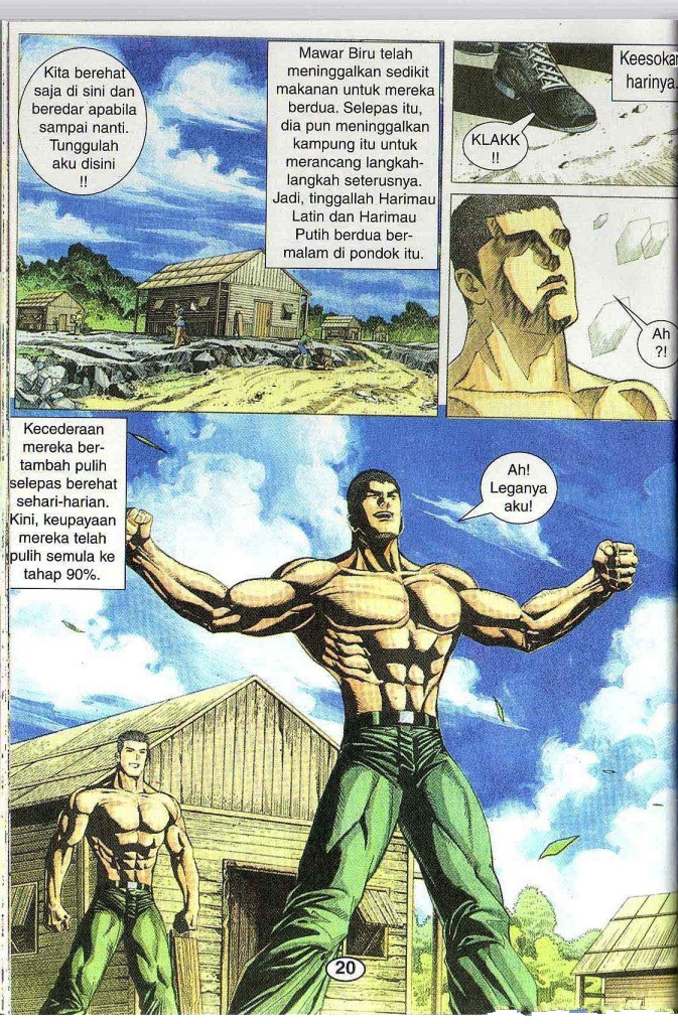 Kita berehat
saja di sini dan
beredar apabila
sampai nanti.
Tunggulah
aku disini
!!
Mawar Biru telah
meninggalkan sedikit
makanan untuk mereka
berdua. Selepas itu,
dia pun meninggalkan
kampung itu untuk
merancang langkah-
langkah seterusnya.
Jadi, tinggallah Harimau
Latin dan Harimau
Putih berdua ber-
malam di pondok itu.
Keesokan
harinya.
KLAKK
!!
Ah
?!
Kecederaan
mereka ber-
tambah pulih
selepas berehat
sehari-harian.
Kini, keupayaan
mereka telah
pulih semula ke
tahap 90%.
Ah!
Leganya
aku!
20